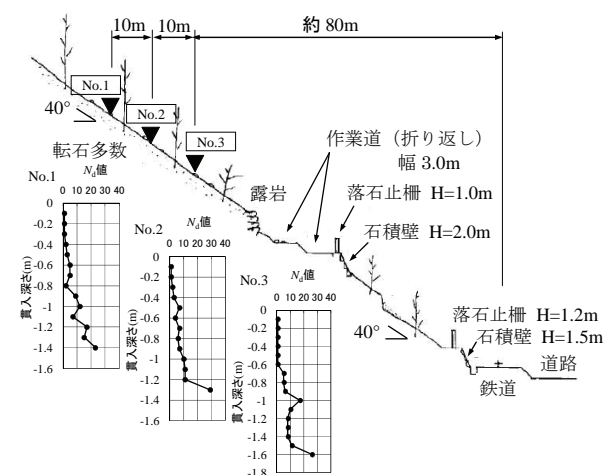 10m 10m 約 80m
No.1
No.2
No.3
40°
転石多数
作業道（折り返し）
幅 3.0m
露岩
落石止柵 H=1.0m
石積壁 H=2.0m
落石止柵 H=1.2m
石積壁 H=1.5m
40°
道路
鉄道
No.1
Nd値
0 10 20 30 40
貫入深さ(m)
0
-0.2
-0.4
-0.6
-0.8
-1
-1.2
-1.4
-1.6
No.2
Nd値
0 10 20 30 40
貫入深さ(m)
0
-0.2
-0.4
-0.6
-0.8
-1
-1.2
-1.4
-1.6
No.3
Nd値
0 10 20 30 40
貫入深さ(m)
0
-0.2
-0.4
-0.6
-0.8
-1
-1.2
-1.4
-1.6
-1.8